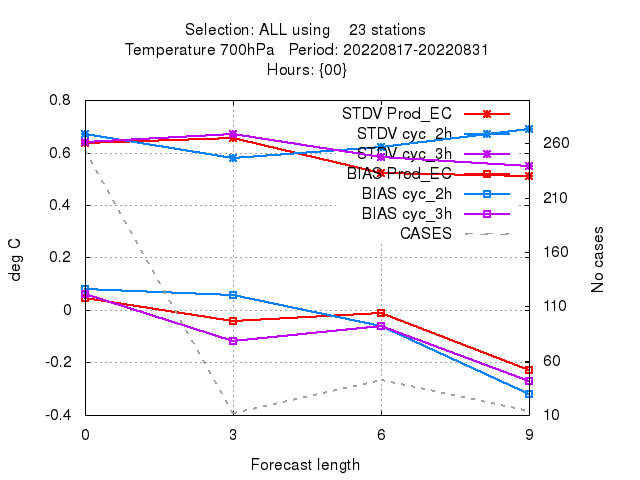 Selection: ALL using 23 stations
Temperature 700hPa Period: 20220817-20220831
Hours: {00}
0.8
0.6
0.4
0.2
0
-0.2
-0.4
deg C
STDV Prod_EC
STDV cyc_2h
STDV cyc_3h
BIAS Prod_EC
BIAS cyc_2h
BIAS cyc_3h
CASES
260
210
160
110
60
10
No cases
0 3 6 9
Forecast length